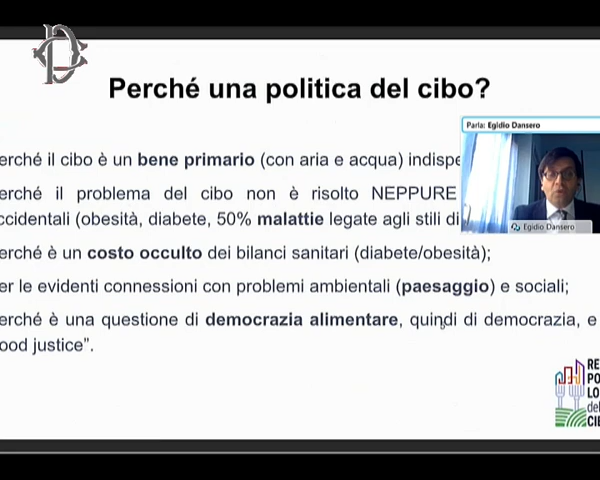 Perché una politica del cibo?
Parla: Egidio Dansero
erché il cibo è un bene primario (con aria e acqua) indispe
erché il problema del cibo non è risolto NEPPURE
ccidentali (obesità, diabete, 50% malattie legate agli stili di
Egidio Dansero
erché è un costo occulto dei bilanci sanitari (diabete/obesità);
er le evidenti connessioni con problemi ambientali (paesaggio) e sociali;
erché è una questione di democrazia alimentare, quindi di democrazia, e
ood justice”.
RE
PO
LO
del
CIB